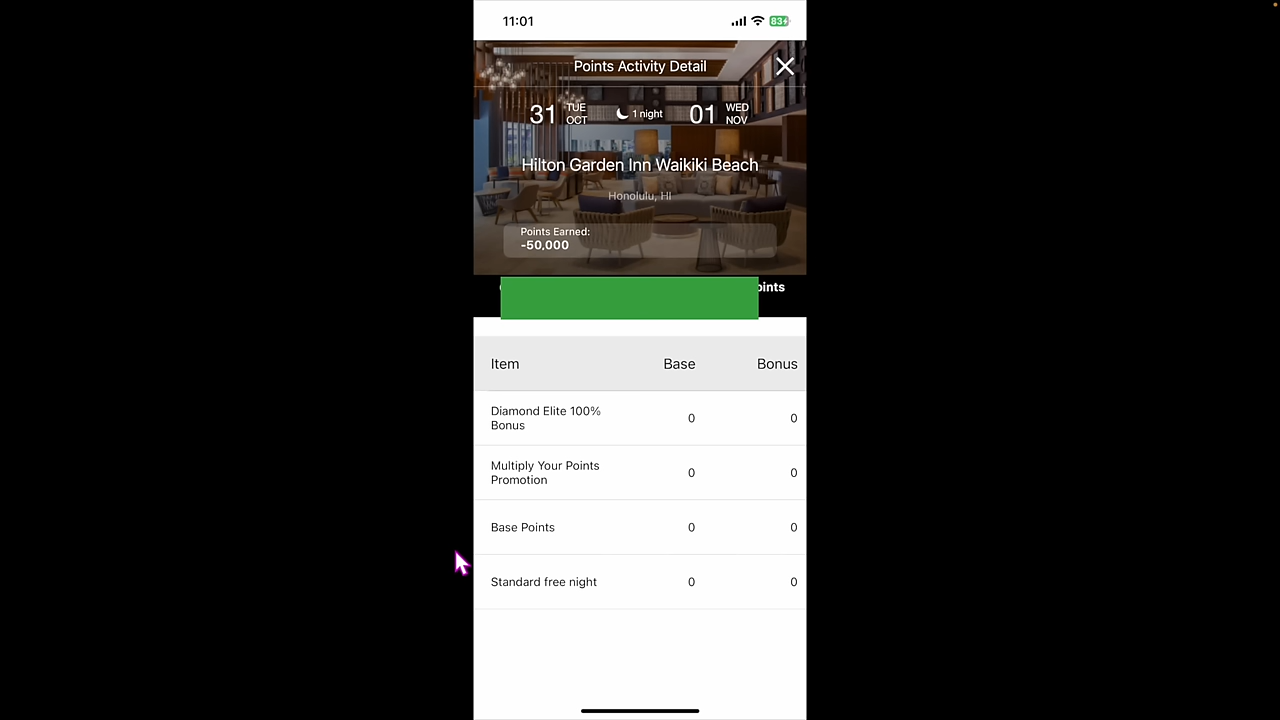 11:01
83
Points Activity Detail
31 TUE OCT 1 night 01 WED NOV
Hilton Garden Inn Waikiki Beach
Honolulu, HI
Points Earned:
-50,000
oints
Item Base Bonus
Diamond Elite 100% 0 0
Bonus
Multiply Your Points 0 0
Promotion
Base Points 0 0
Standard free night 0 0